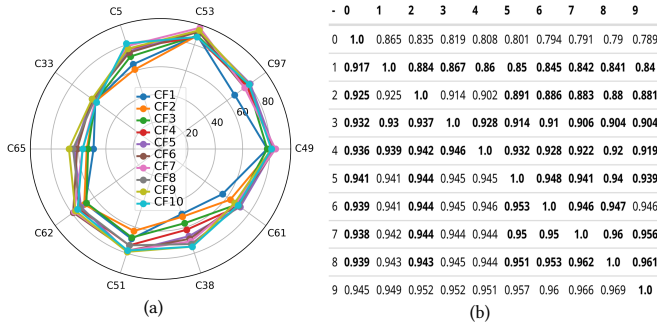 C5
C53
C33
C97
CF1
CF2
CF3
CF4
CF5
CF6
CF7
CF8
CF9
CF10
20
40
60
80
C65
C49
C62
C61
C51
C38
(a)
- 0 1 2 3 4 5 6 7 8 9
0 1.0 0.865 0.835 0.819 0.808 0.801 0.794 0.791 0.79 0.789
1 0.917 1.0 0.884 0.867 0.86 0.85 0.845 0.842 0.841 0.84
2 0.925 0.925 1.0 0.914 0.902 0.891 0.886 0.883 0.88 0.881
3 0.932 0.93 0.937 1.0 0.928 0.914 0.91 0.906 0.904 0.904
4 0.936 0.939 0.942 0.946 1.0 0.935 0.928 0.922 0.92 0.919
5 0.941 0.941 0.944 0.945 0.945 1.0 0.948 0.941 0.94 0.939
6 0.939 0.941 0.944 0.945 0.946 0.953 1.0 0.946 0.947 0.946
7 0.938 0.942 0.944 0.944 0.944 0.95 0.95 1.0 0.96 0.956
8 0.939 0.943 0.943 0.945 0.944 0.951 0.953 0.962 1.0 0.961
9 0.945 0.949 0.952 0.952 0.951 0.957 0.96 0.966 0.969 1.0
(b)